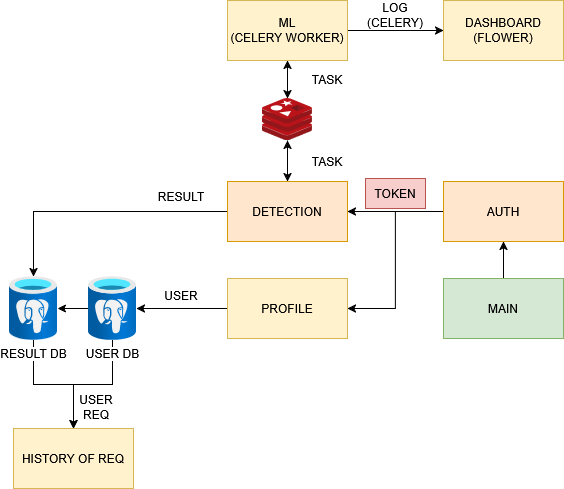 ML
(CELERY WORKER)
LOG
(CELERY)
DASHBOARD
(FLOWER)
TASK
TASK
TOKEN
RESULT
DETECTION
AUTH
USER
PROFILE
MAIN
RESULT DB
USER DB
USER
REQ
HISTORY OF REQ